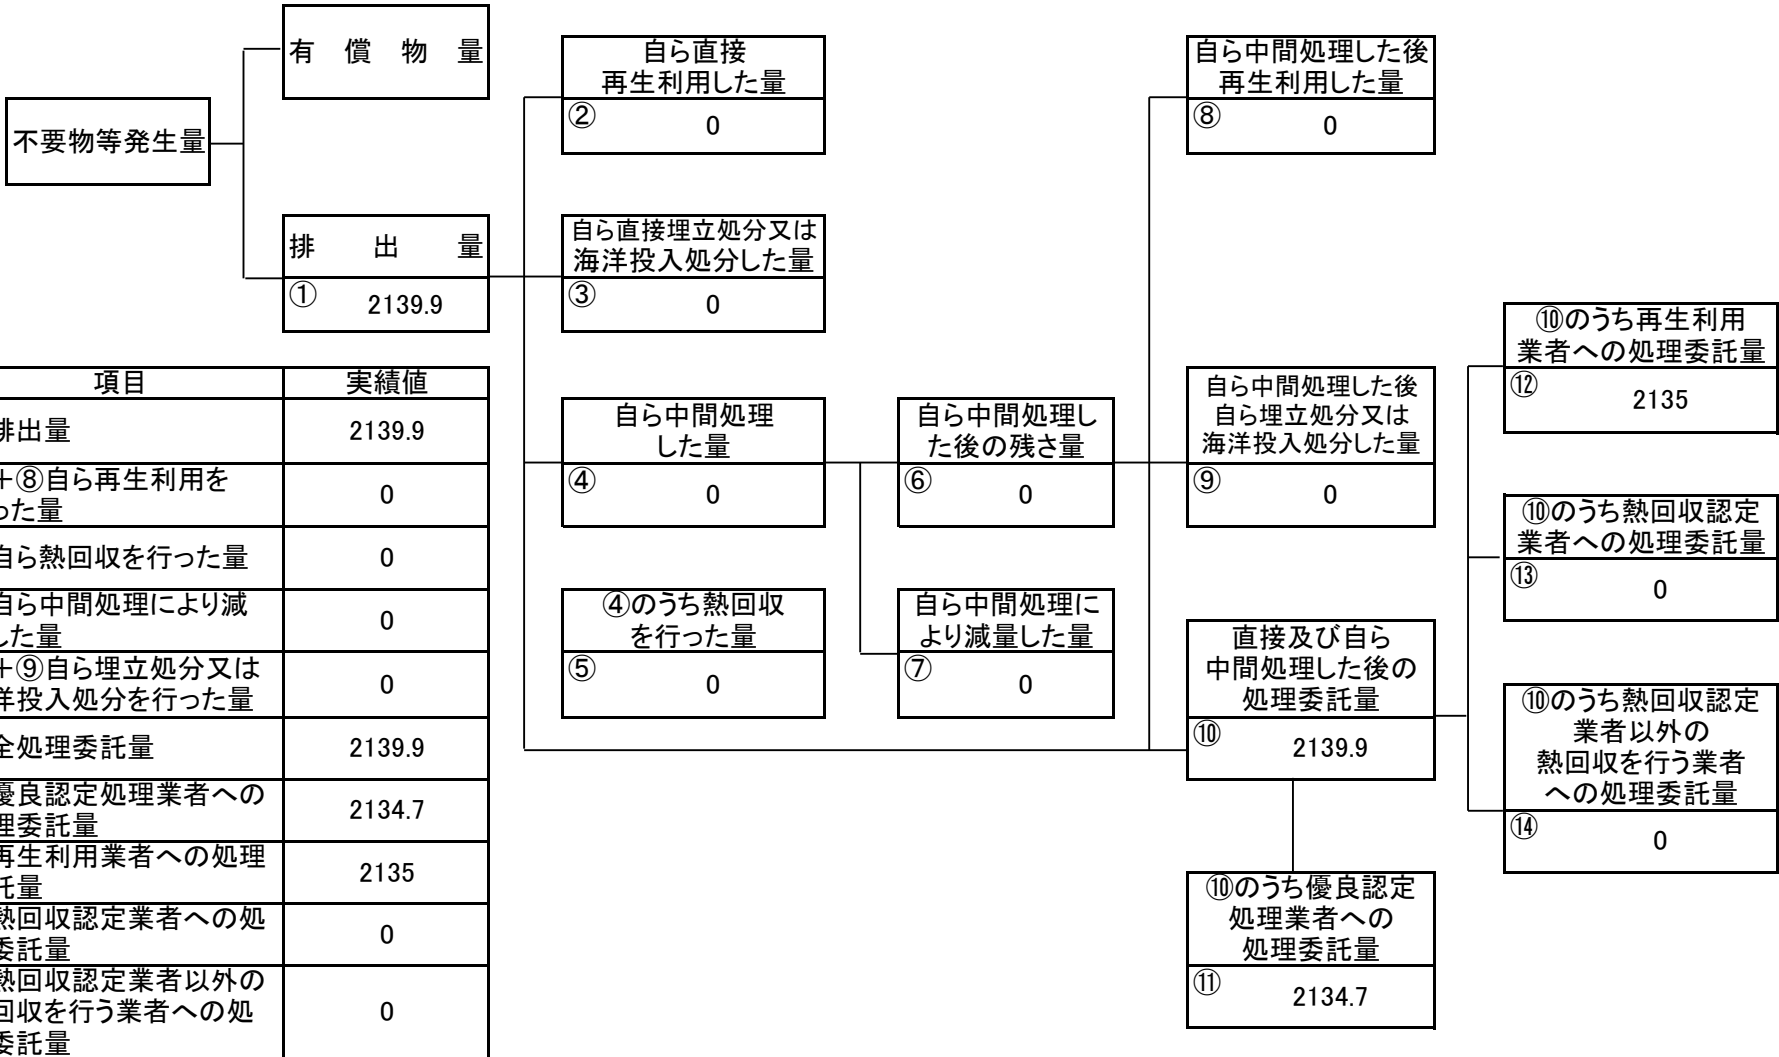 有償物量
不要物等発生量
排出量
①
2139.9
自ら直接
再生利用した量
②
0
自ら直接埋立処分又は
海洋投入処分した量
③
0
自ら中間処理
した量
④
0
④のうち熱回収
を行った量
⑤
0
自ら中間処理し
た後の残さ量
⑥
0
自ら中間処理に
より減量した量
⑦
0
自ら中間処理した後
再生利用した量
⑧
0
自ら中間処理した後
自ら埋立処分又は
海洋投入処分した量
⑨
0
直接及び自ら
中間処理した後の
処理委託量
⑩
2139.9
⑩のうち優良認定
処理業者への
処理委託量
⑪
2134.7
⑩のうち再生利用
業者への処理委託量
⑫
2135
⑩のうち熱回収認定
業者への処理委託量
⑬
0
⑩のうち熱回収認定
業者以外の
熱回収を行う業者
への処理委託量
⑭
0
項目 実績値
排出量 2139.9
+⑧自ら再生利用を
った量
0
自ら熱回収を行った量 0
自ら中間処理により減
した量
0
+⑨自ら埋立処分又は
洋投入処分を行った量
0
全処理委託量 2139.9
優良認定処理業者への
理委託量
2134.7
再生利用業者への処理
託量
2135
熱回収認定業者への処
委託量
0
熱回収認定業者以外の
回収を行う業者への処
委託量
0